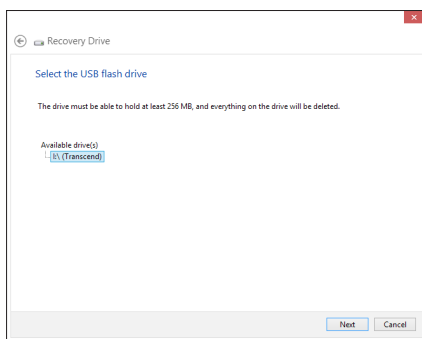 Recovery Drive
Select the USB flash drive
The drive must be able to hold at least 256 MB, and everything on the drive will be deleted.
Available drive(s)
I:\ (Transcend)
Next Cancel